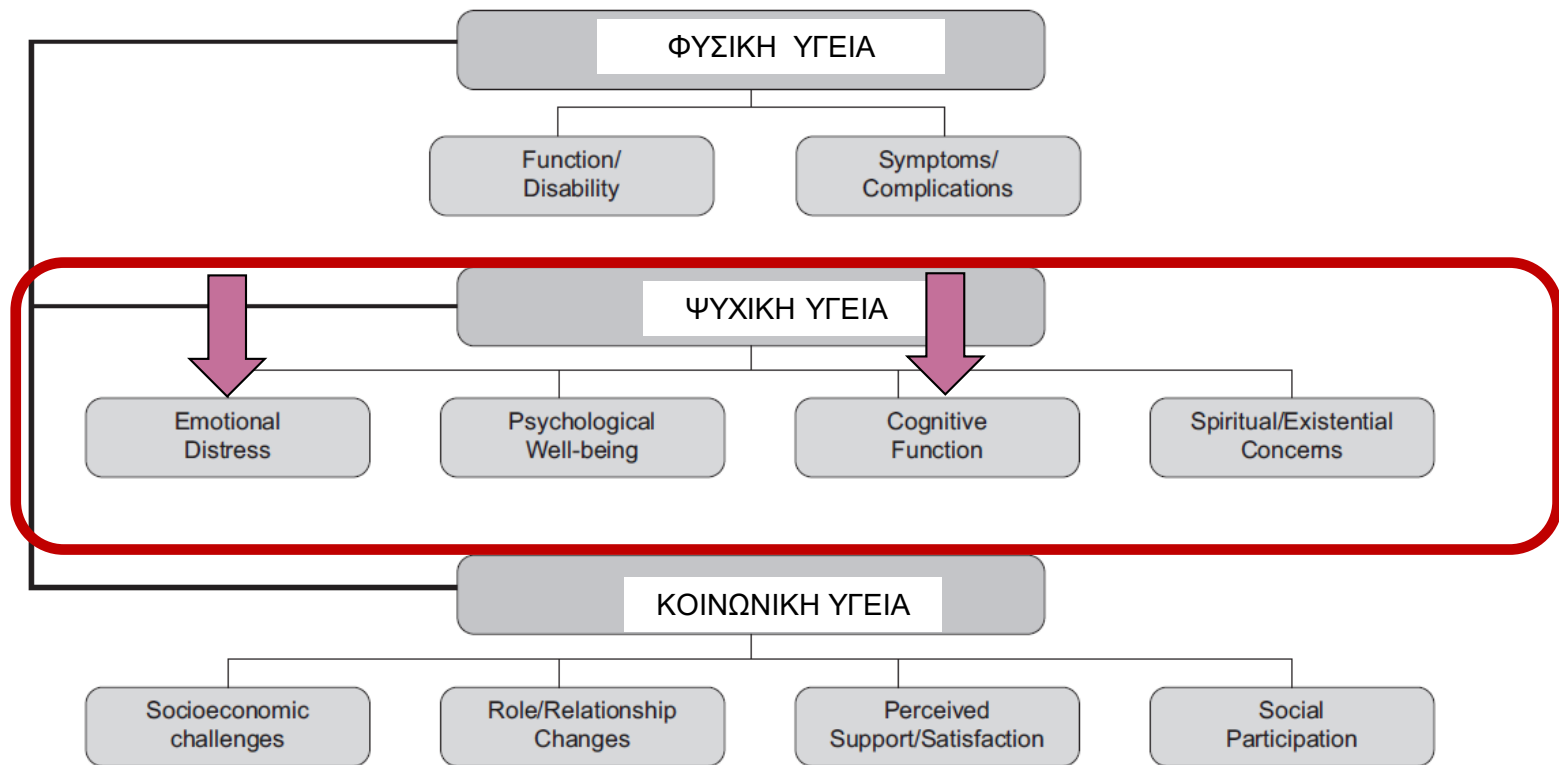 ΦΥΣΙΚΗ ΥΓΕΙΑ
Function/
Disability
Symptoms/
Complications
ΨΥΧΙΚΗ ΥΓΕΙΑ
Emotional
Distress
Psychological
Well-being
Cognitive
Function
Spiritual/Existential
Concerns
ΚΟΙΝΩΝΙΚΗ ΥΓΕΙΑ
Socioeconomic
challenges
Role/Relationship
Changes
Perceived
Support/Satisfaction
Social
Participation